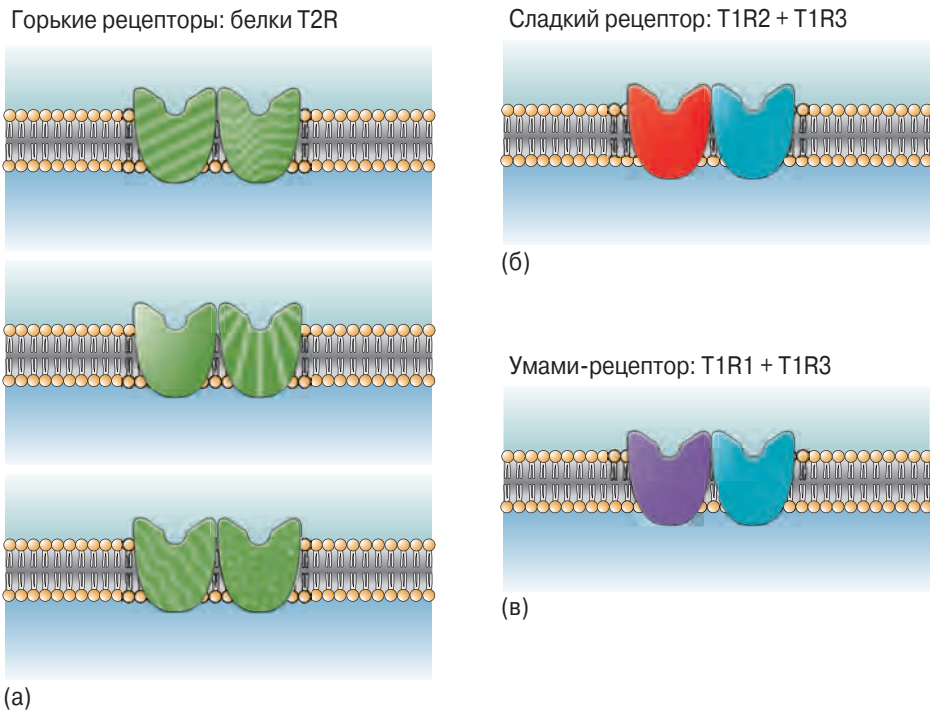 Горькие рецепторы: белки T2R
(а)
Сладкий рецептор: T1R2 + T1R3
(б)
Умами-рецептор: T1R1 + T1R3
(в)